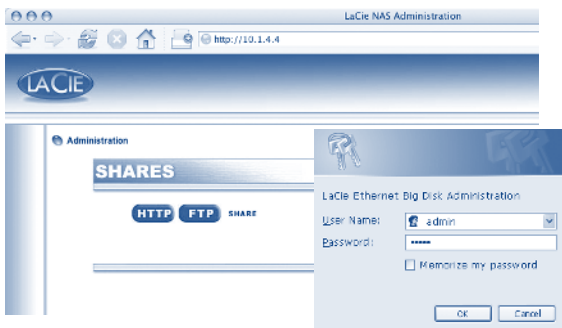 LaCie NAS Administration
http://10.1.4.4
LACIE
Administration
SHARES
HTTP FTP SHARE
LaCie Ethernet Big Disk Administration
User Name: admin
Password: •••••
Memorize my password
OK Cancel